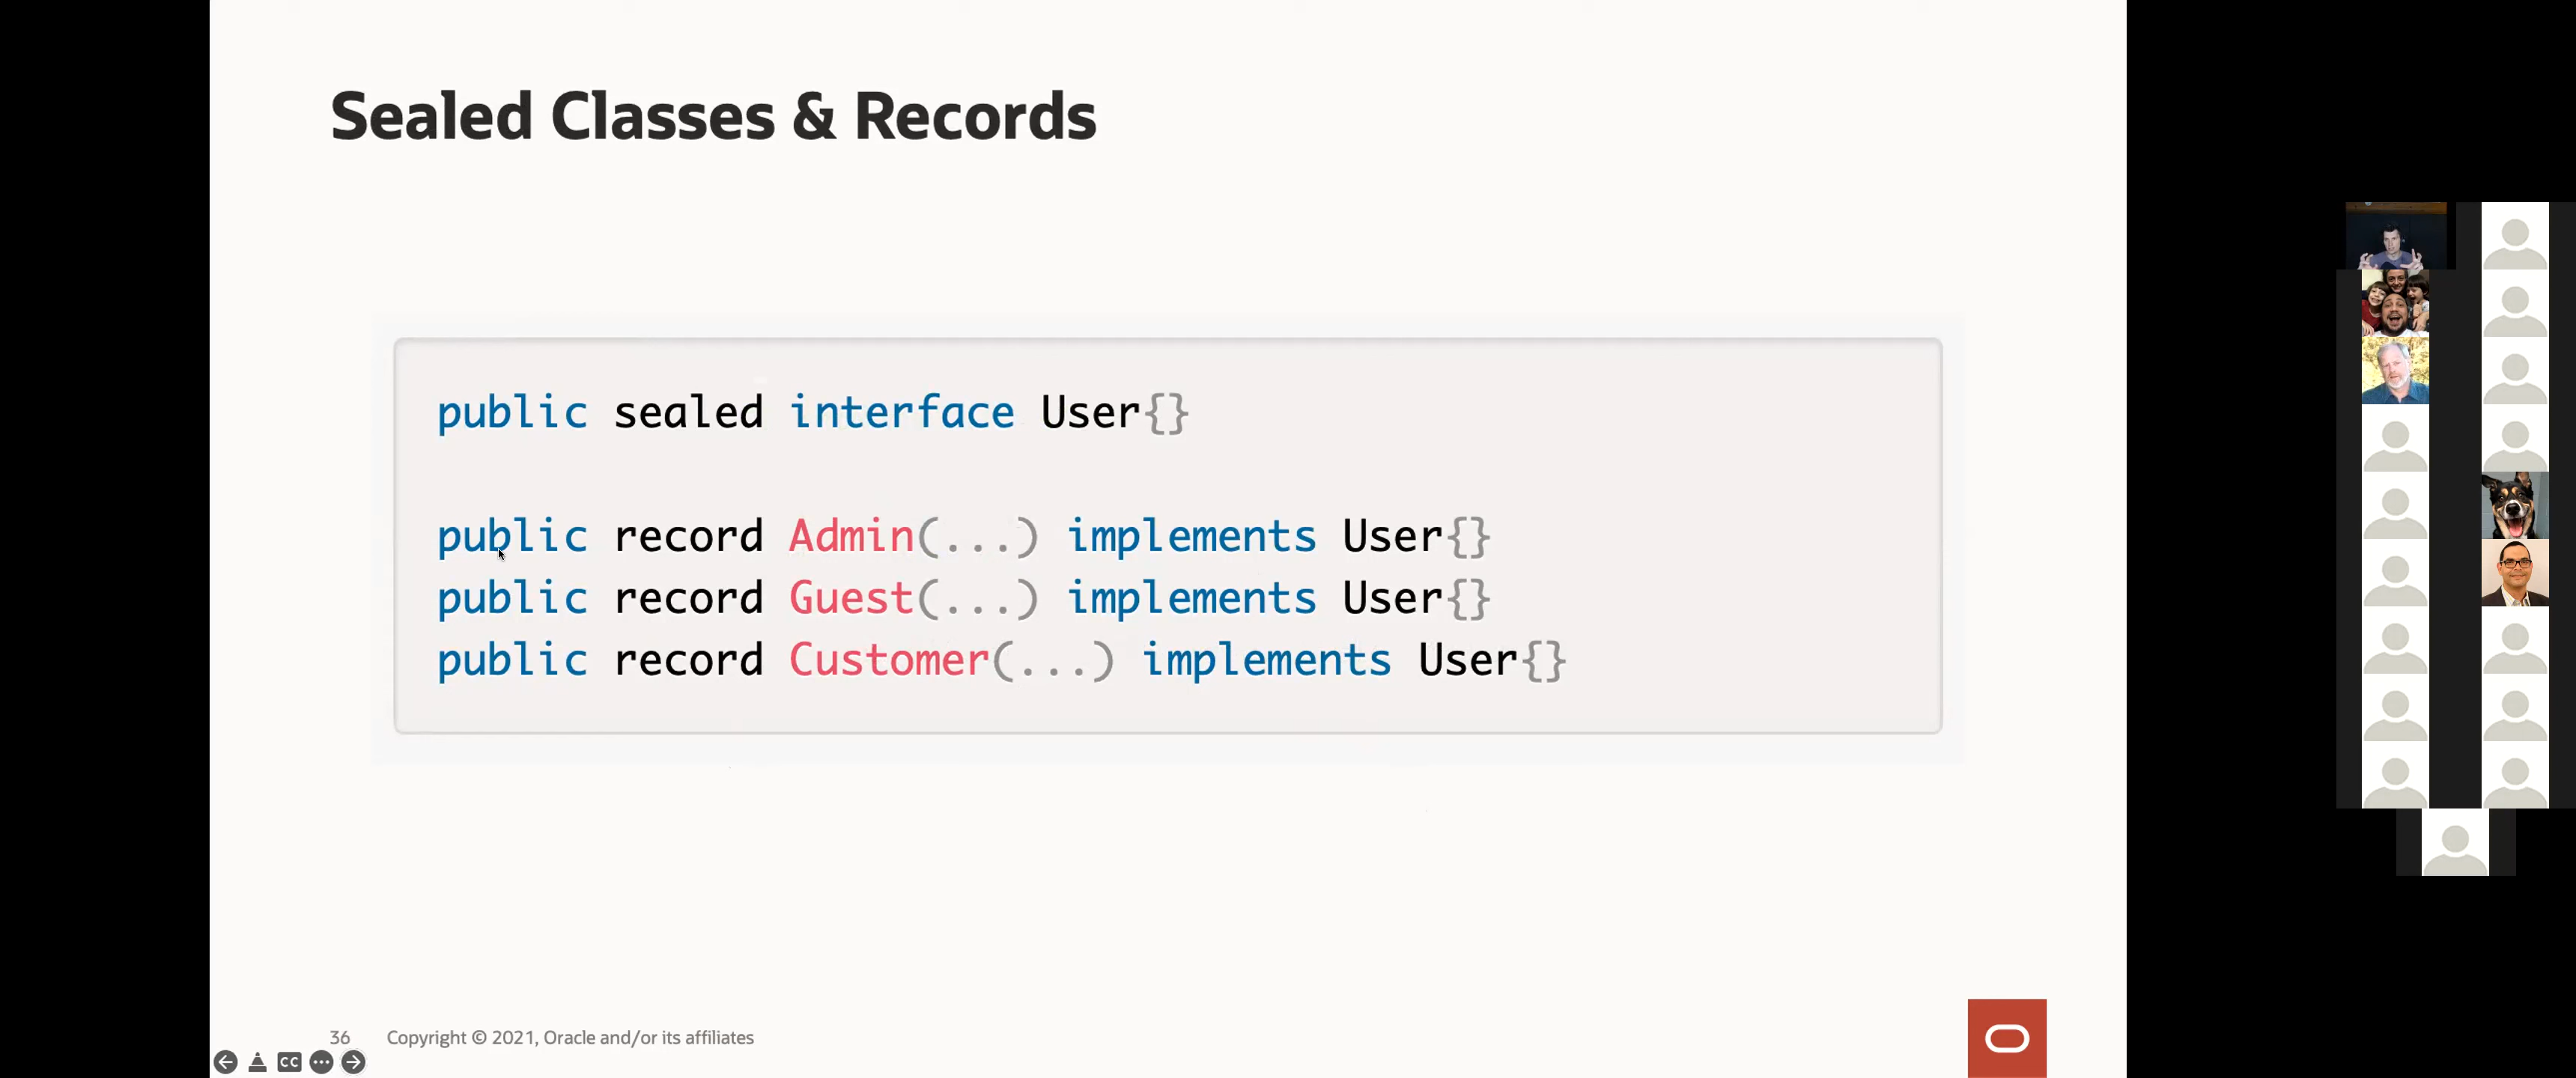 Sealed Classes & Records
public sealed interface User{}
public record Admin(...) implements User{}
public record Guest(...) implements User{}
public record Customer(...) implements User{}
36 Copyright © 2021, Oracle and/or its affiliates
CC